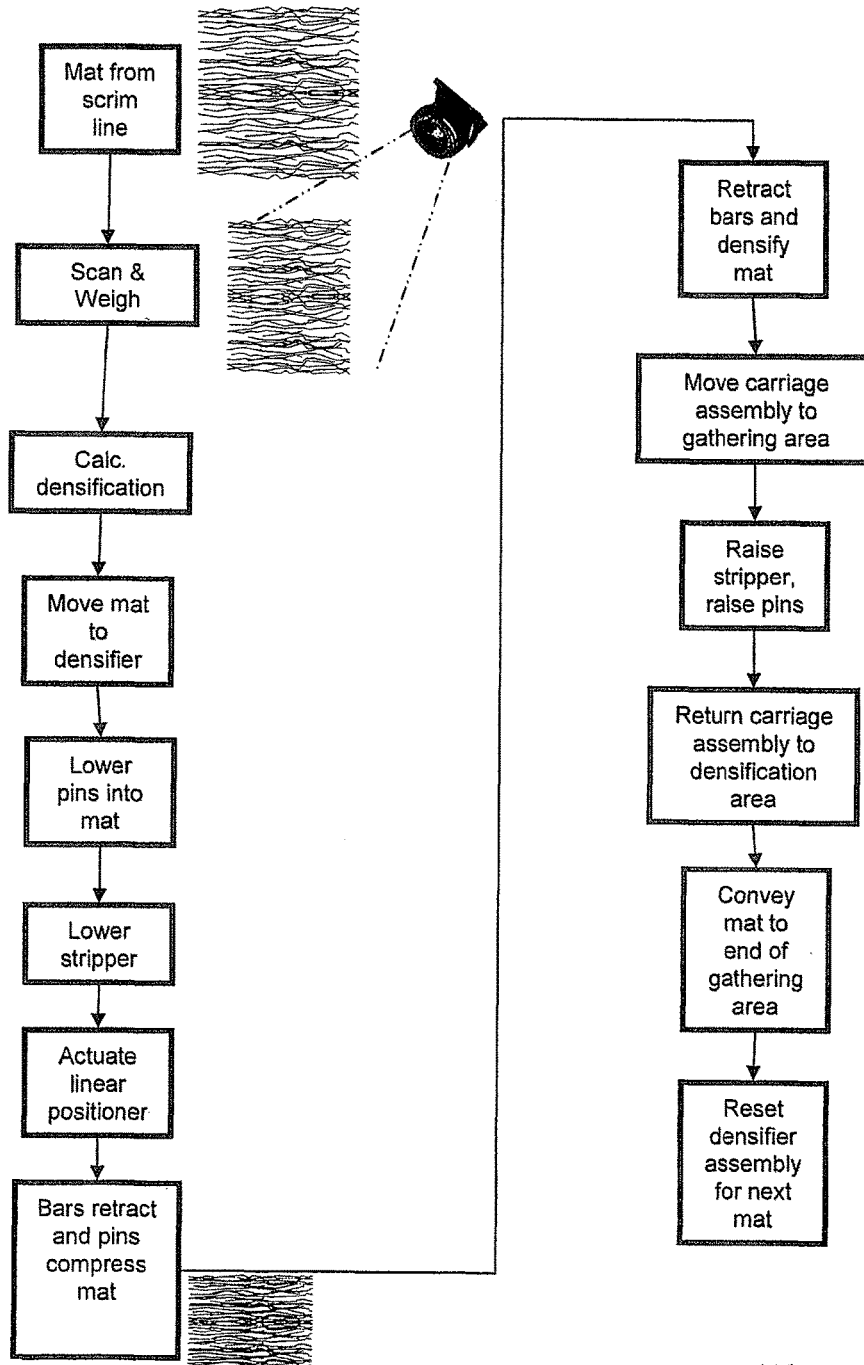 Mat from
scrim
line
Scan &
Weigh
Calc.
densification
Move mat
to
densifier
Lower
pins into
mat
Lower
stripper
Actuate
linear
positioner
Bars retract
and pins
compress
mat
Retract
bars and
densify
mat
Move carriage
assembly to
gathering area
Raise
stripper,
raise pins
Return carriage
assembly to
densification
area
Convey
mat to
end of
gathering
area
Reset
densifier
assembly
for next
mat